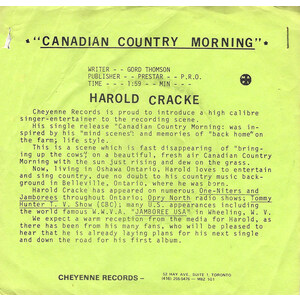 "CANADIAN COUNTRY MORNING"
WRITER -- GORD THOMSON
PUBLISHER -- PRESTAR -- P.R.O.
TIME --- 1:59 -- MIN---
HAROLD CRACKE
Cheyenne Records is proud to introduce a high calibre
singer-entertainer to the recording scene.
His single release "Canadian Country Morning: was in-
spired by his "mind scenes" and memories of "back home" on
the farm; life style.
This is a scene which is fast disappearing of "bring-
ing up the cows" on a beautiful, fresh air Canadian Country
Morning with the sun just rising and dew on the grass.
Now, living in Oshawa Ontario, Harold loves to enter-
tain and sing country, due no doubt to his country music back-
ground in Belleville, Ontario, where he was born.
Harold Cracke has appeared on numerous One-Niters and
Jamborees throughout Ontario; Opry North radio shows; Tommy
Hunter T. V. Show (CBC); many U.S. appearances including
the world famous W.W.V.A. "JAMBOREE USA" in Wheeling, W. V.
We expect a warm reception from the media for Harold, as
there has been from his many fans, who will be pleased to
hear that he is already laying plans for his next single
and down the road for his first album.
CHEYENNE RECORDS -
52 HAY AVE. SUITE 1, TORONTO